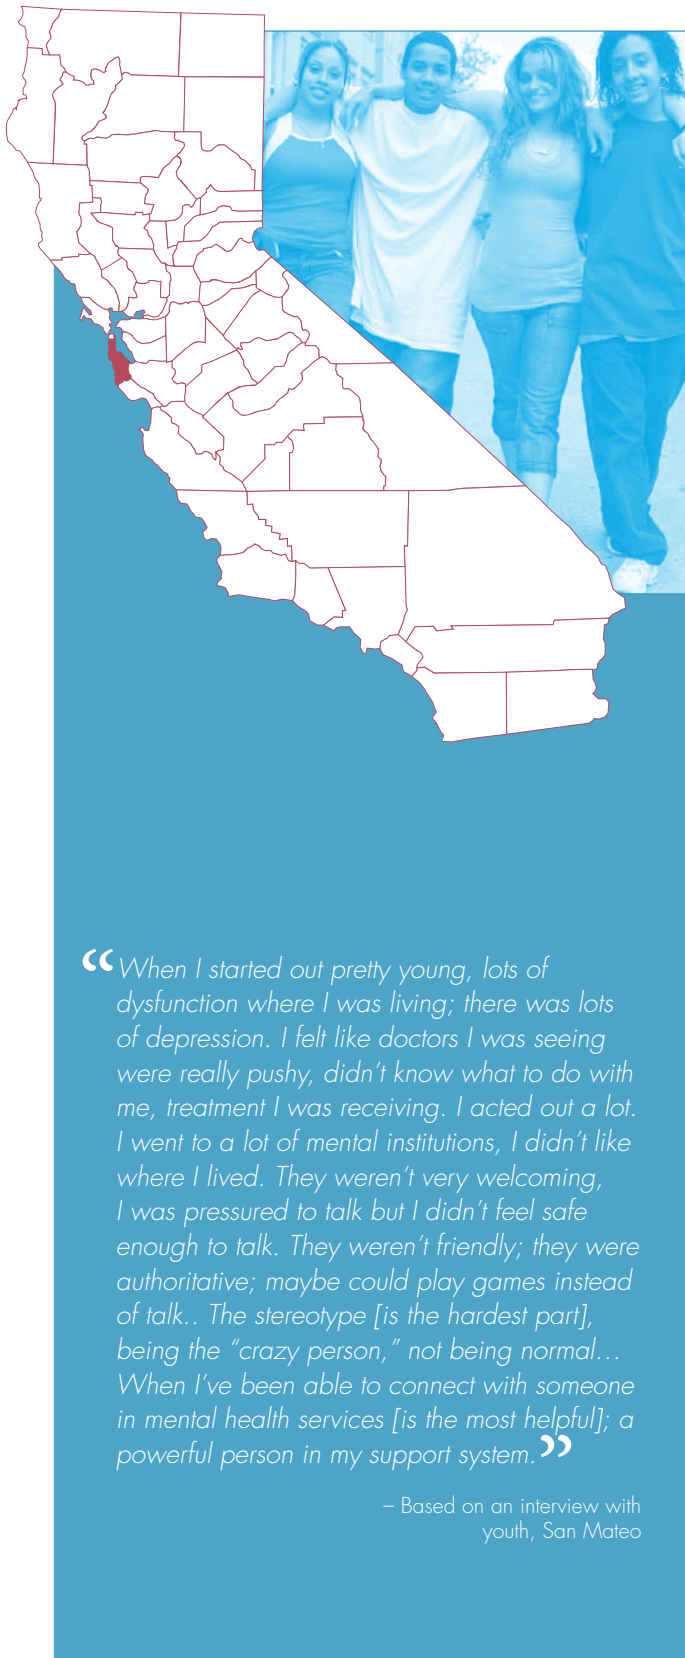 “When I started out pretty young, lots of
dysfunction where I was living; there was lots
of depression. I felt like doctors I was seeing
were really pushy, didn’t know what to do with
me, treatment I was receiving. I acted out a lot.
I went to a lot of mental institutions, I didn’t like
where I lived. They weren’t very welcoming,
I was pressured to talk but I didn’t feel safe
enough to talk. They weren’t friendly; they were
authoritative; maybe could play games instead
of talk.. The stereotype [is the hardest part],
being the “crazy person,” not being normal...
When I’ve been able to connect with someone
in mental health services [is the most helpful]; a
powerful person in my support system.”
– Based on an interview with
youth, San Mateo